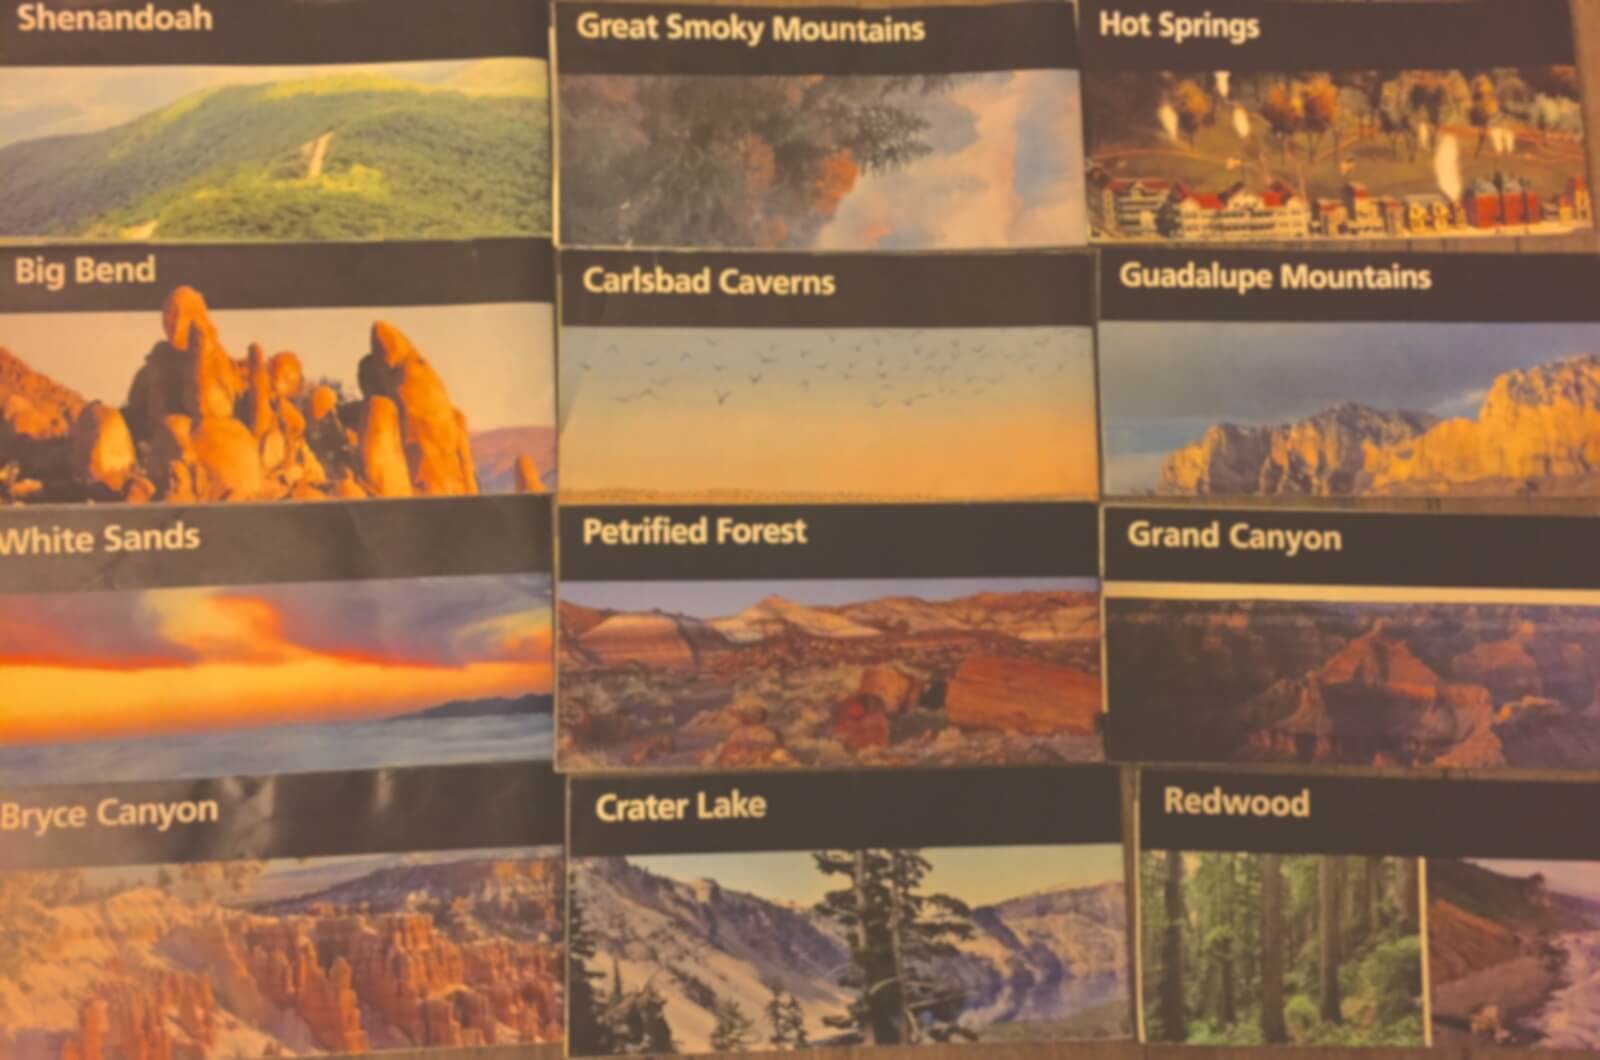 Shenandoah
Great Smoky Mountains
Hot Springs
Big Bend
Carlsbad Caverns
Guadalupe Mountains
White Sands
Petrified Forest
Grand Canyon
Bryce Canyon
Crater Lake
Redwood